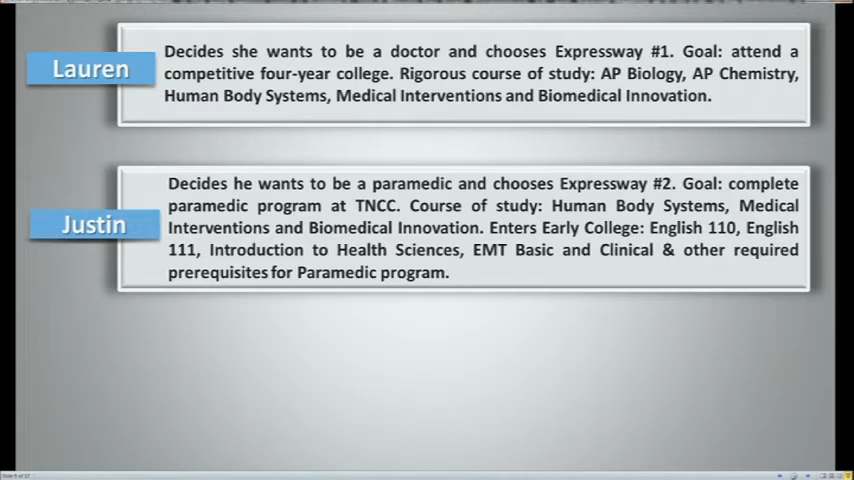 Lauren
Decides she wants to be a doctor and chooses Expressway #1. Goal: attend a
competitive four-year college. Rigorous course of study: AP Biology, AP Chemistry,
Human Body Systems, Medical Interventions and Biomedical Innovation.
Justin
Decides he wants to be a paramedic and chooses Expressway #2. Goal: complete
paramedic program at TNCC. Course of study: Human Body Systems, Medical
Interventions and Biomedical Innovation. Enters Early College: English 110, English
111, Introduction to Health Sciences, EMT Basic and Clinical & other required
prerequisites for Paramedic program.